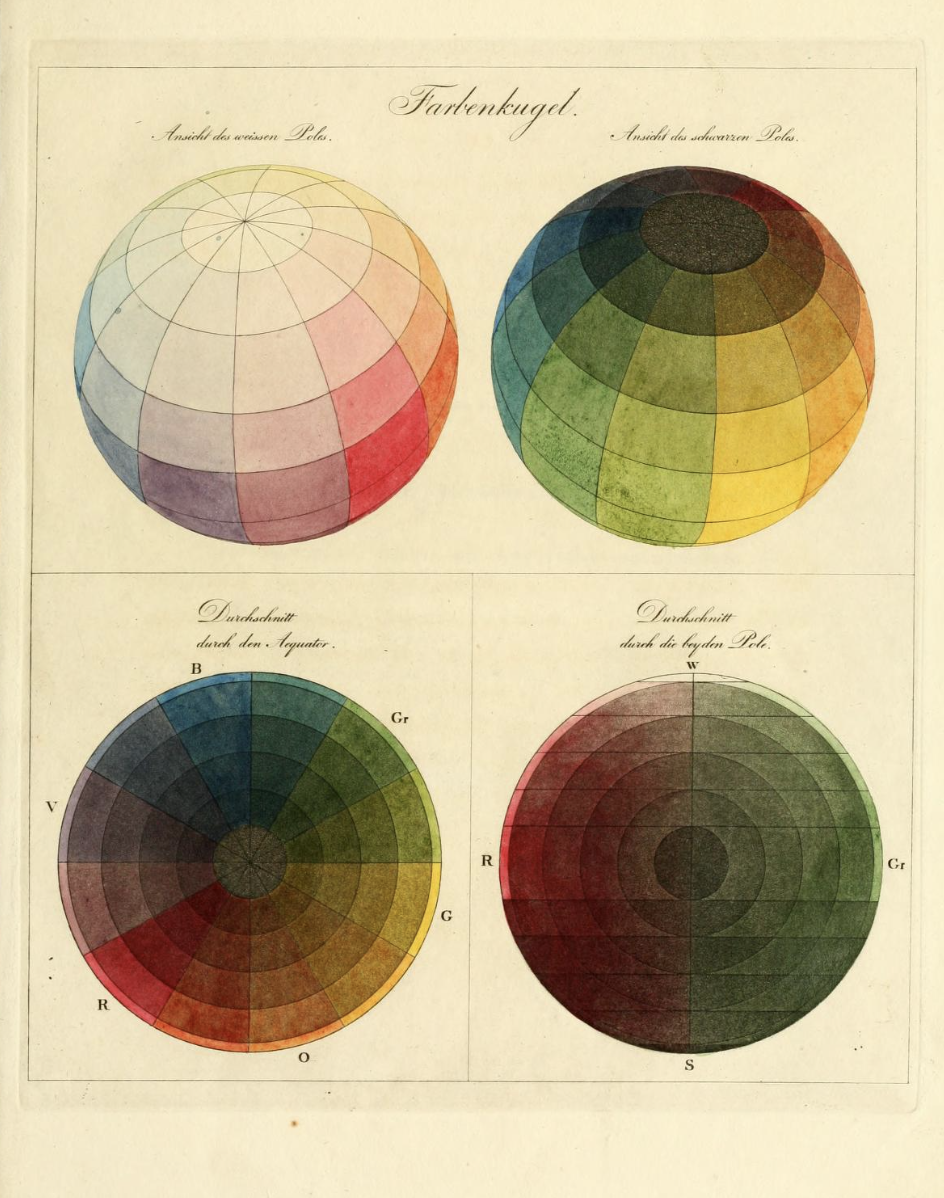 Farbenkugel.
Ansicht des weissen Poles.
Ansicht des schwarzen Poles.
Durchschnitt
durch den Aequator.
B
Gr
V
G
R
O
Durchschnitt
durch die beyden Pole.
W
R
Gr
S